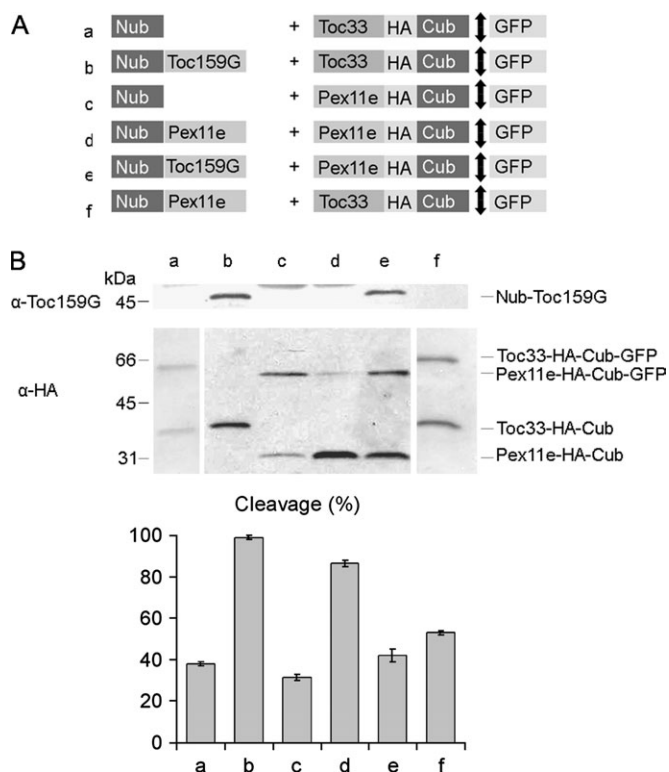 A
a Nub + Toc33 HA Cub GFP
b Nub Toc159G + Toc33 HA Cub GFP
c Nub + Pex11e HA Cub GFP
d Nub Pex11e + Pex11e HA Cub GFP
e Nub Toc159G + Pex11e HA Cub GFP
f Nub Pex11e + Toc33 HA Cub GFP
B
kDa a b c d e f
α-Toc159G 45 Nub-Toc159G
66 Toc33-HA-Cub-GFP
Pex11e-HA-Cub-GFP
α-HA
45
Toc33-HA-Cub
31 Pex11e-HA-Cub
Cleavage (%)
100
80
60
40
20
0
a b c d e f